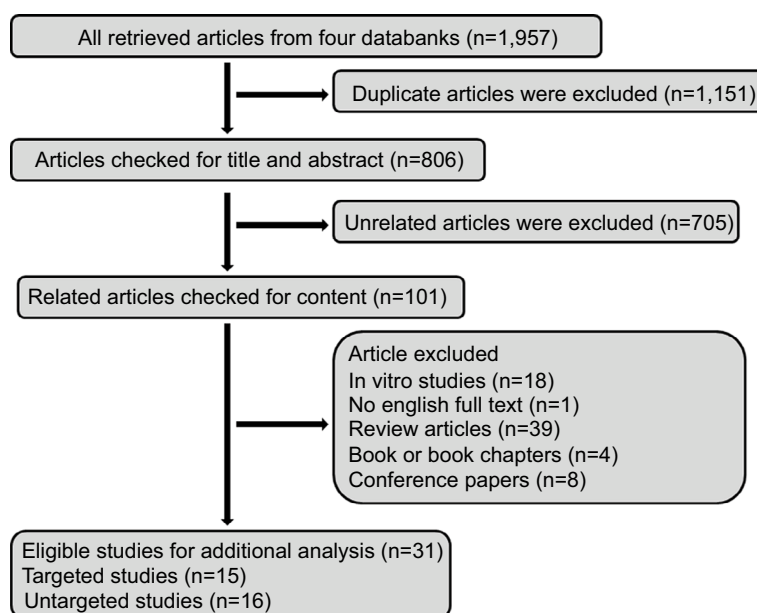 All retrieved articles from four databanks (n=1,957)
Duplicate articles were excluded (n=1,151)
Articles checked for title and abstract (n=806)
Unrelated articles were excluded (n=705)
Related articles checked for content (n=101)
Article excluded
In vitro studies (n=18)
No english full text (n=1)
Review articles (n=39)
Book or book chapters (n=4)
Conference papers (n=8)
Eligible studies for additional analysis (n=31)
Targeted studies (n=15)
Untargeted studies (n=16)